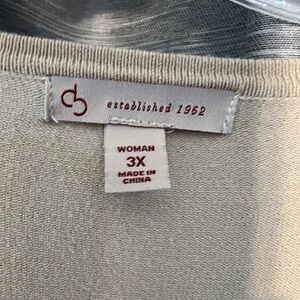 established 1962
WOMAN
3X
MADE IN
CHINA